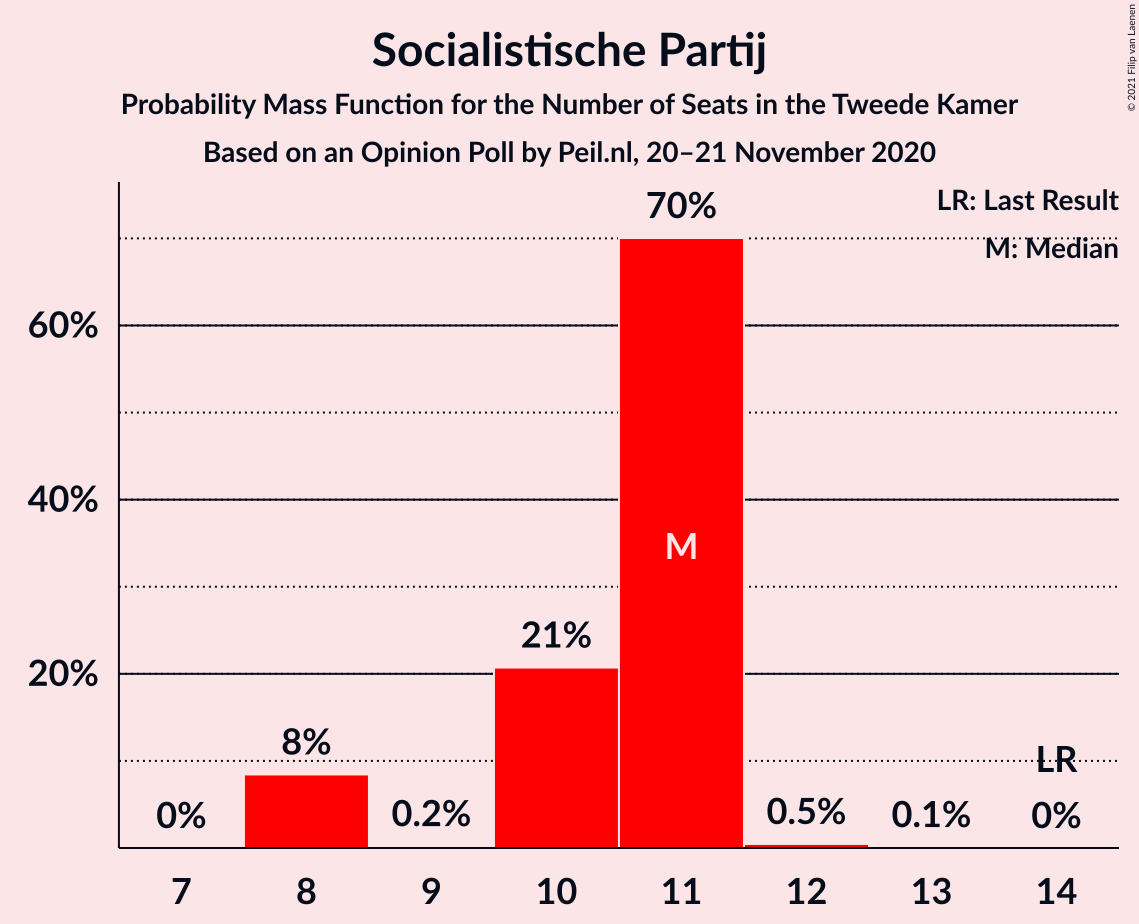 Socialistische Partij
Probability Mass Function for the Number of Seats in the Tweede Kamer
Based on an Opinion Poll by Peil.nl, 20–21 November 2020
© 2021 Filip van Laenen
LR: Last Result
M: Median
60%
40%
20%
0%
8%
0.2%
21%
70%
M
0.5%
0.1%
LR
0%
7 8 9 10 11 12 13 14